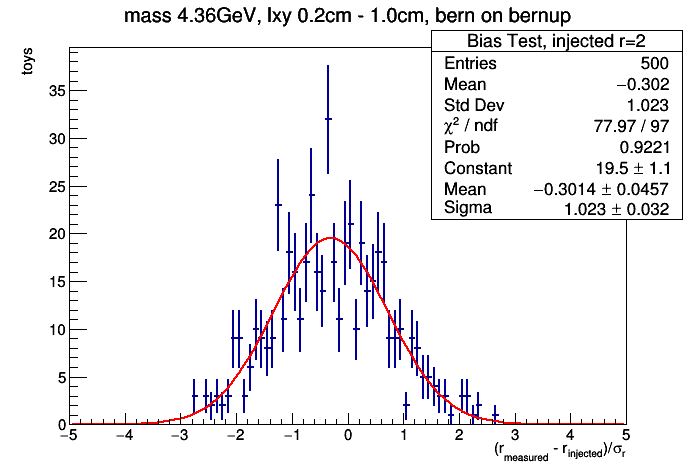 mass 4.36GeV, lxy 0.2cm - 1.0cm, bern on bernup
Bias Test, injected r=2
Entries 500
Mean −0.302
Std Dev 1.023
χ² / ndf 77.97 / 97
Prob 0.9221
Constant 19.5 ± 1.1
Mean −0.3014 ± 0.0457
Sigma 1.023 ± 0.032
toys
35
30
25
20
15
10
5
0
−5 −4 −3 −2 −1 0 1 2 3 4 5
(r_measured - r_injected)/σ_r